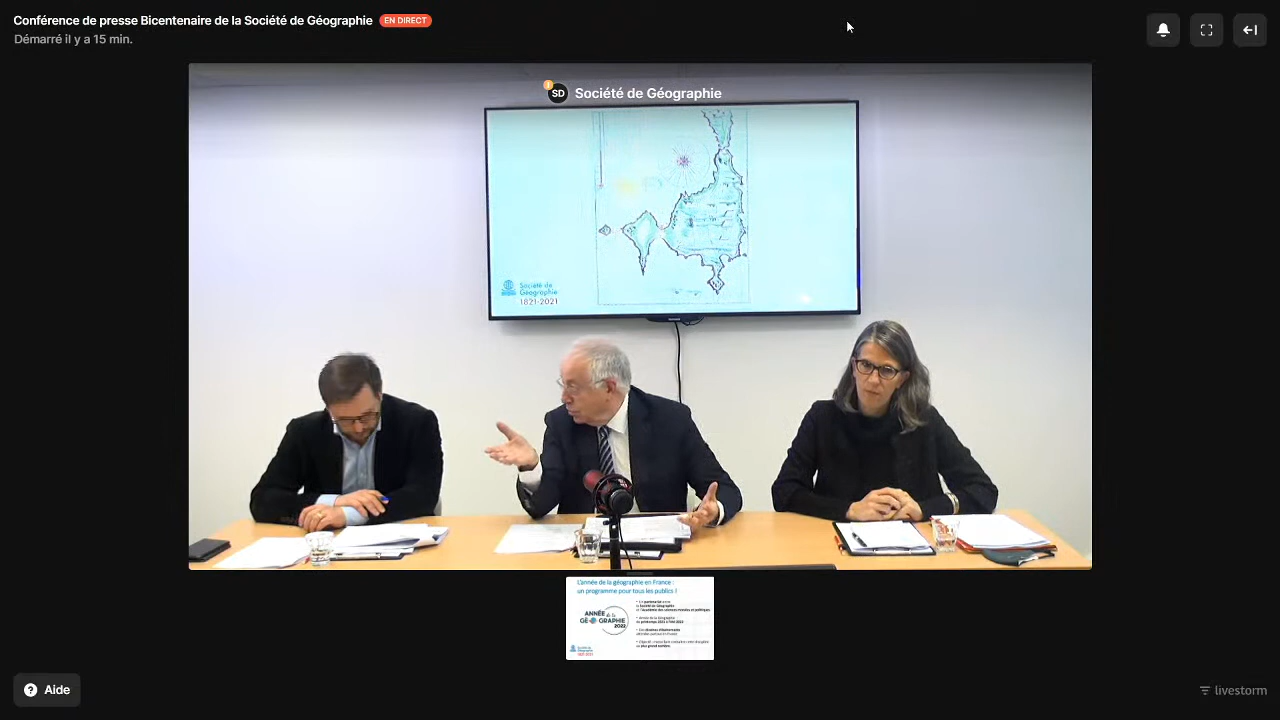 Conférence de presse Bicentenaire de la Société de Géographie EN DIRECT
Démarré il y a 15 min.
SD Société de Géographie
Société de
Géographie
1821-2021
L'année de la géographie en France :
un programme pour tous les publics !
ANNÉE de la
GÉOGRAPHIE
2022
Aide
livestorm